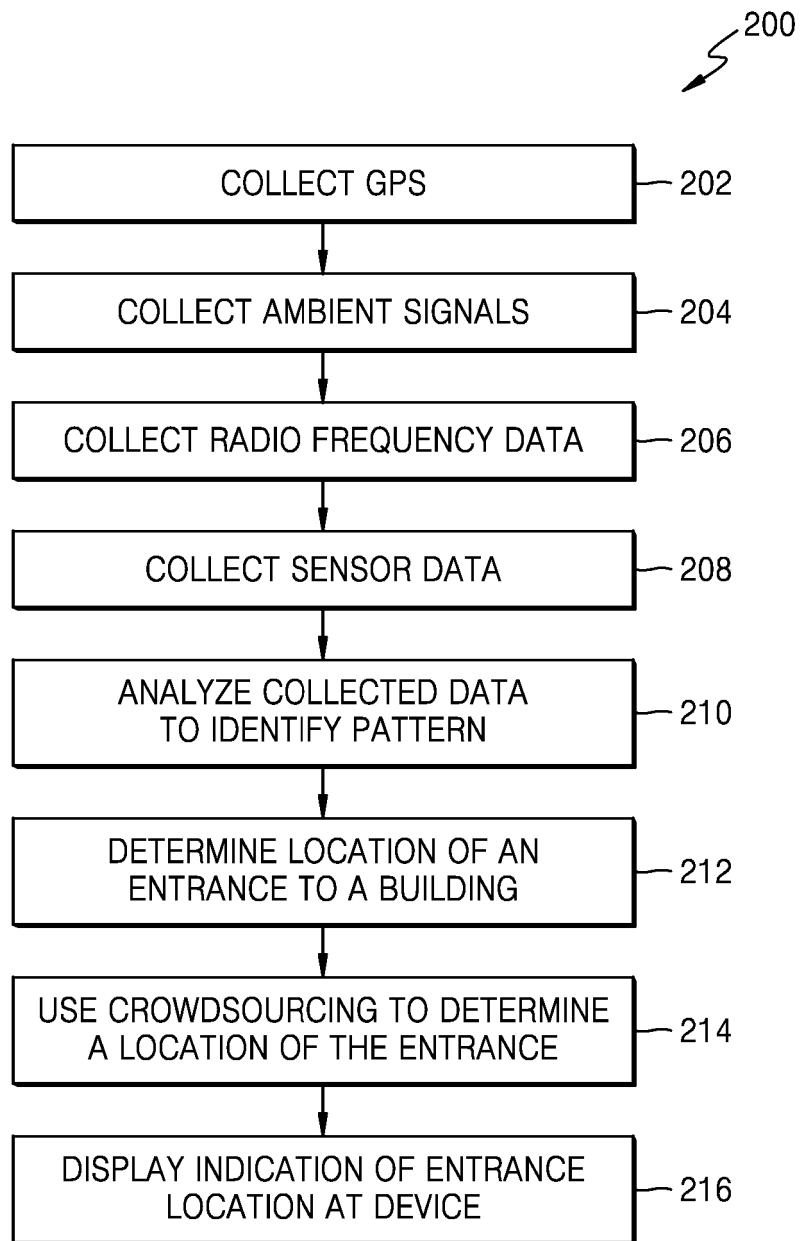 200
COLLECT GPS
202
COLLECT AMBIENT SIGNALS
204
COLLECT RADIO FREQUENCY DATA
206
COLLECT SENSOR DATA
208
ANALYZE COLLECTED DATA
TO IDENTIFY PATTERN
210
DETERMINE LOCATION OF AN
ENTRANCE TO A BUILDING
212
USE CROWDSOURCING TO DETERMINE
A LOCATION OF THE ENTRANCE
214
DISPLAY INDICATION OF ENTRANCE
LOCATION AT DEVICE
216